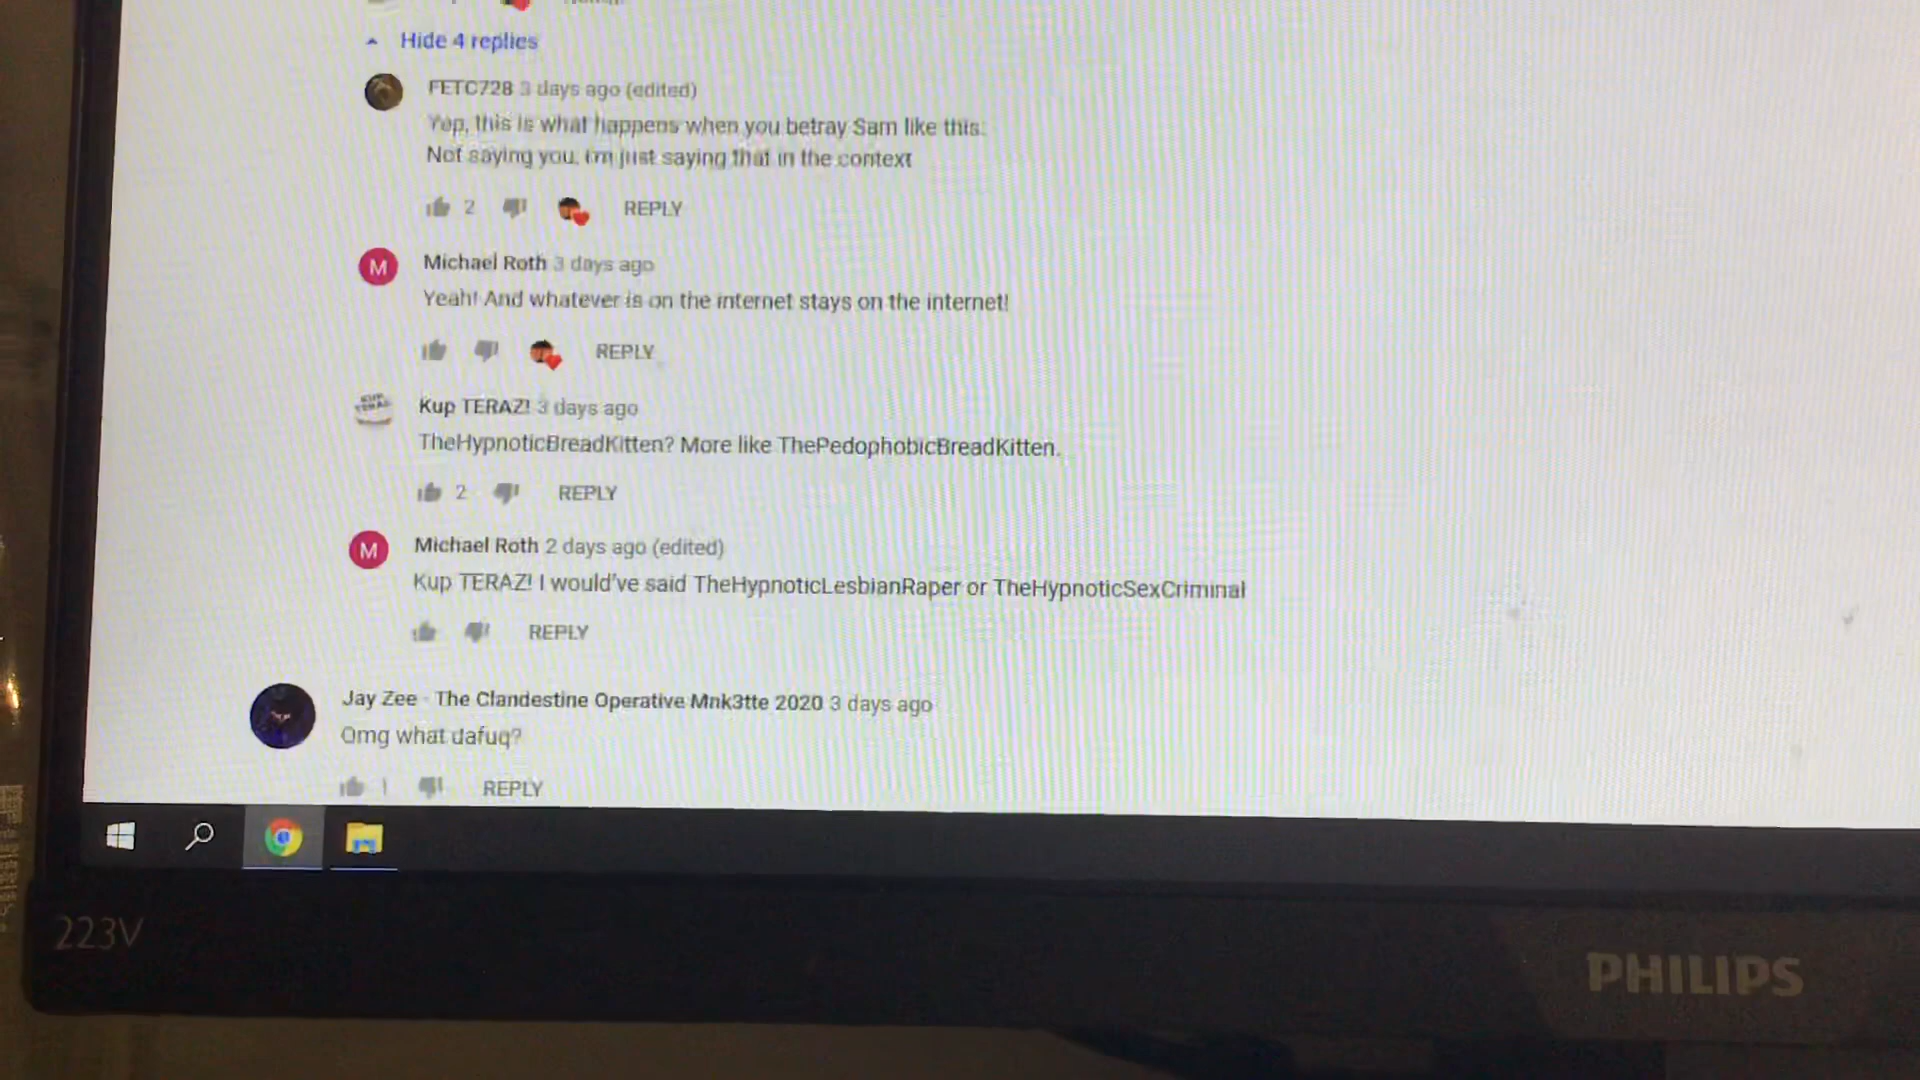 Hide 4 replies
FETC728 3 days ago (edited)
Yep, this is what happens when you betray Sam like this.
Not saying you, I'm just saying that in the context
2 REPLY
M Michael Roth 3 days ago
Yeah! And whatever is on the internet stays on the internet!
REPLY
KUP TERAZ!
Kup TERAZ! 3 days ago
TheHypnoticBreadKitten? More like ThePedophobicBreadKitten.
2 REPLY
M Michael Roth 2 days ago (edited)
Kup TERAZ! I would've said TheHypnoticLesbianRaper or TheHypnoticSexCriminal
REPLY
Jay Zee - The Clandestine Operative Mnk3tte 2020 3 days ago
Omg what dafuq?
1 REPLY
223V
PHILIPS